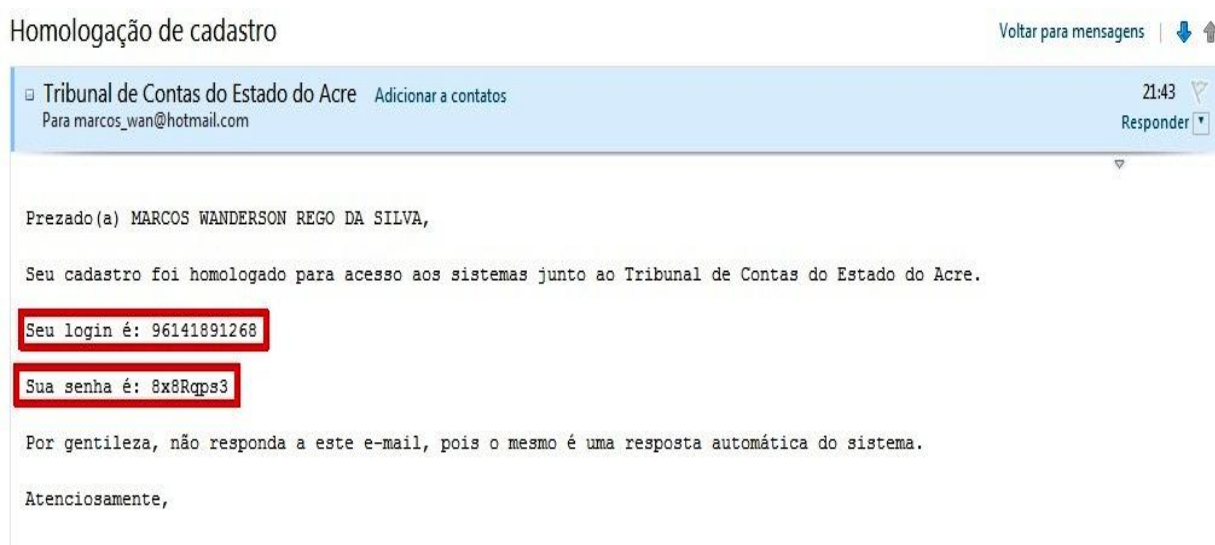 Homologação de cadastro
Voltar para mensagens |
Tribunal de Contas do Estado do Acre Adicionar a contatos 21:43
Para marcos_wan@hotmail.com Responder
Prezado(a) MARCOS WANDERSON REGO DA SILVA,
Seu cadastro foi homologado para acesso aos sistemas junto ao Tribunal de Contas do Estado do Acre.
Seu login é: 96141891268
Sua senha é: 8x8Rqps3
Por gentileza, não responda a este e-mail, pois o mesmo é uma resposta automática do sistema.
Atenciosamente,